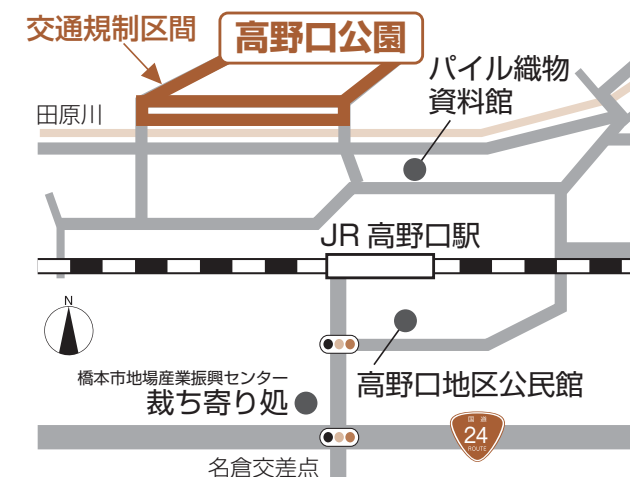 交通規制区間
高野口公園
パイル織物
資料館
田原川
JR 高野口駅
N
高野口地区公民館
橋本市地場産業振興センター
裁ち寄り処
国道
24
ROUTE
名倉交差点